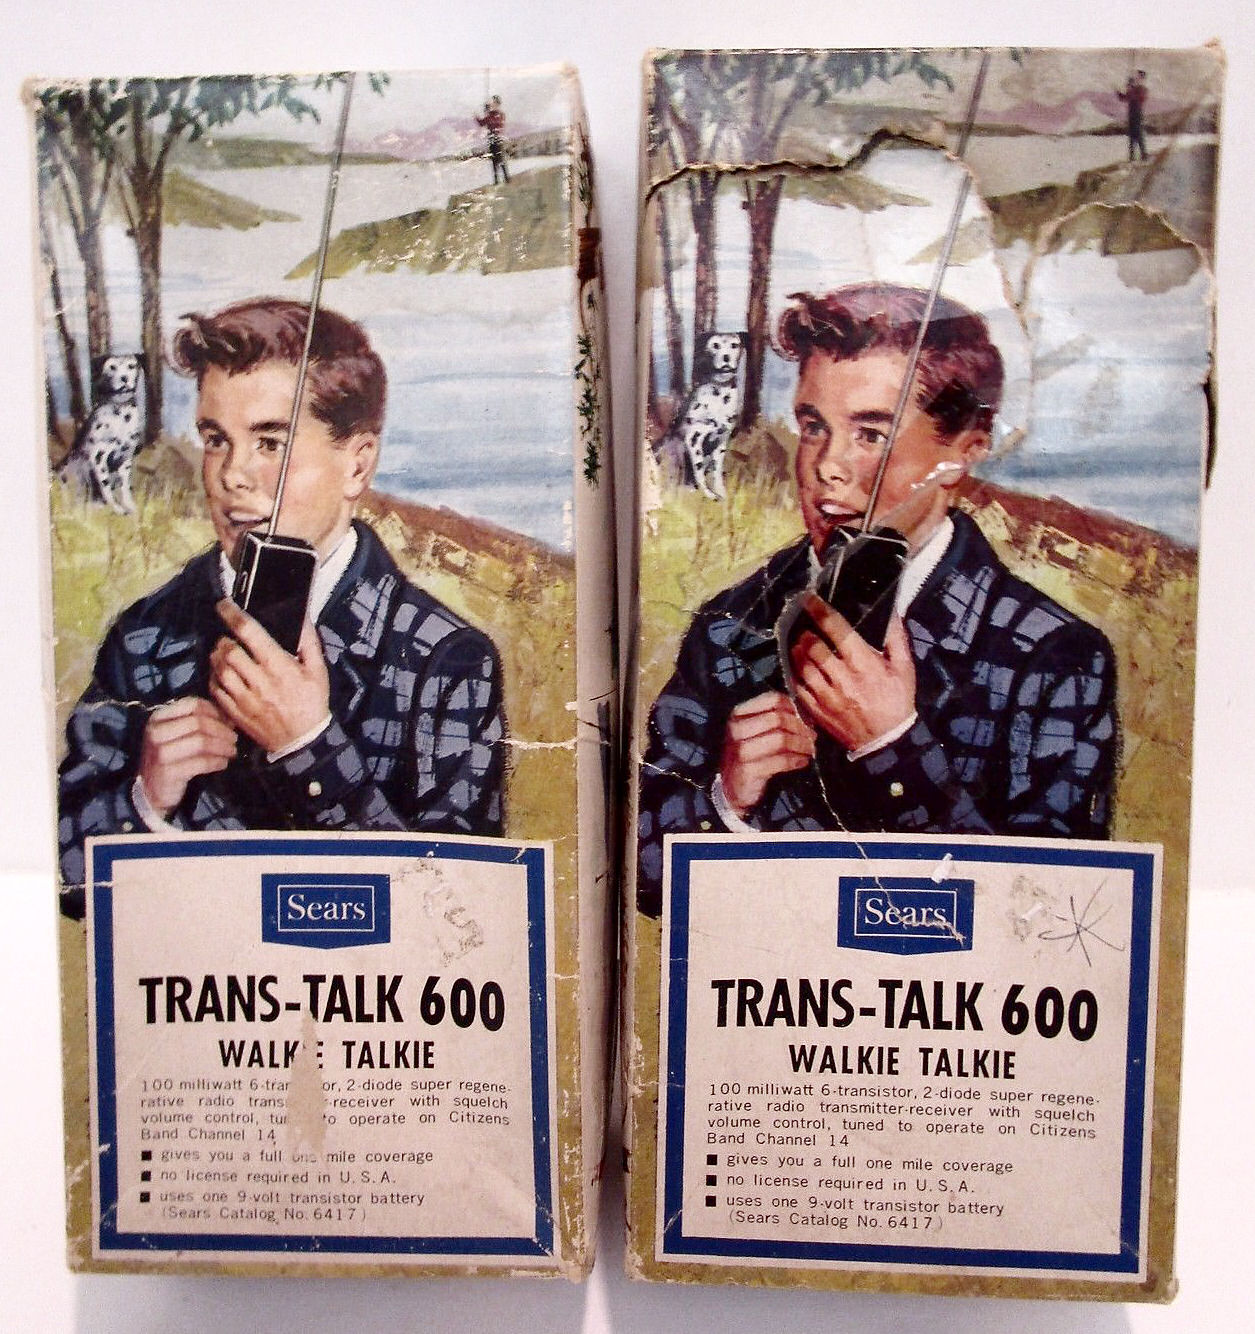 Sears
TRANS-TALK 600
WALKIE TALKIE
100 milliwatt 6-transistor, 2-diode super regene-
rative radio transmitter-receiver with squelch
volume control, tuned to operate on Citizens
Band Channel 14
■ gives you a full one mile coverage
■ no license required in U.S.A.
■ uses one 9-volt transistor battery
(Sears Catalog No. 6417)
Sears
TRANS-TALK 600
WALKIE TALKIE
100 milliwatt 6-transistor, 2-diode super regene-
rative radio transmitter-receiver with squelch
volume control, tuned to operate on Citizens
Band Channel 14
■ gives you a full one mile coverage
■ no license required in U.S.A.
■ uses one 9-volt transistor battery
(Sears Catalog No. 6417)